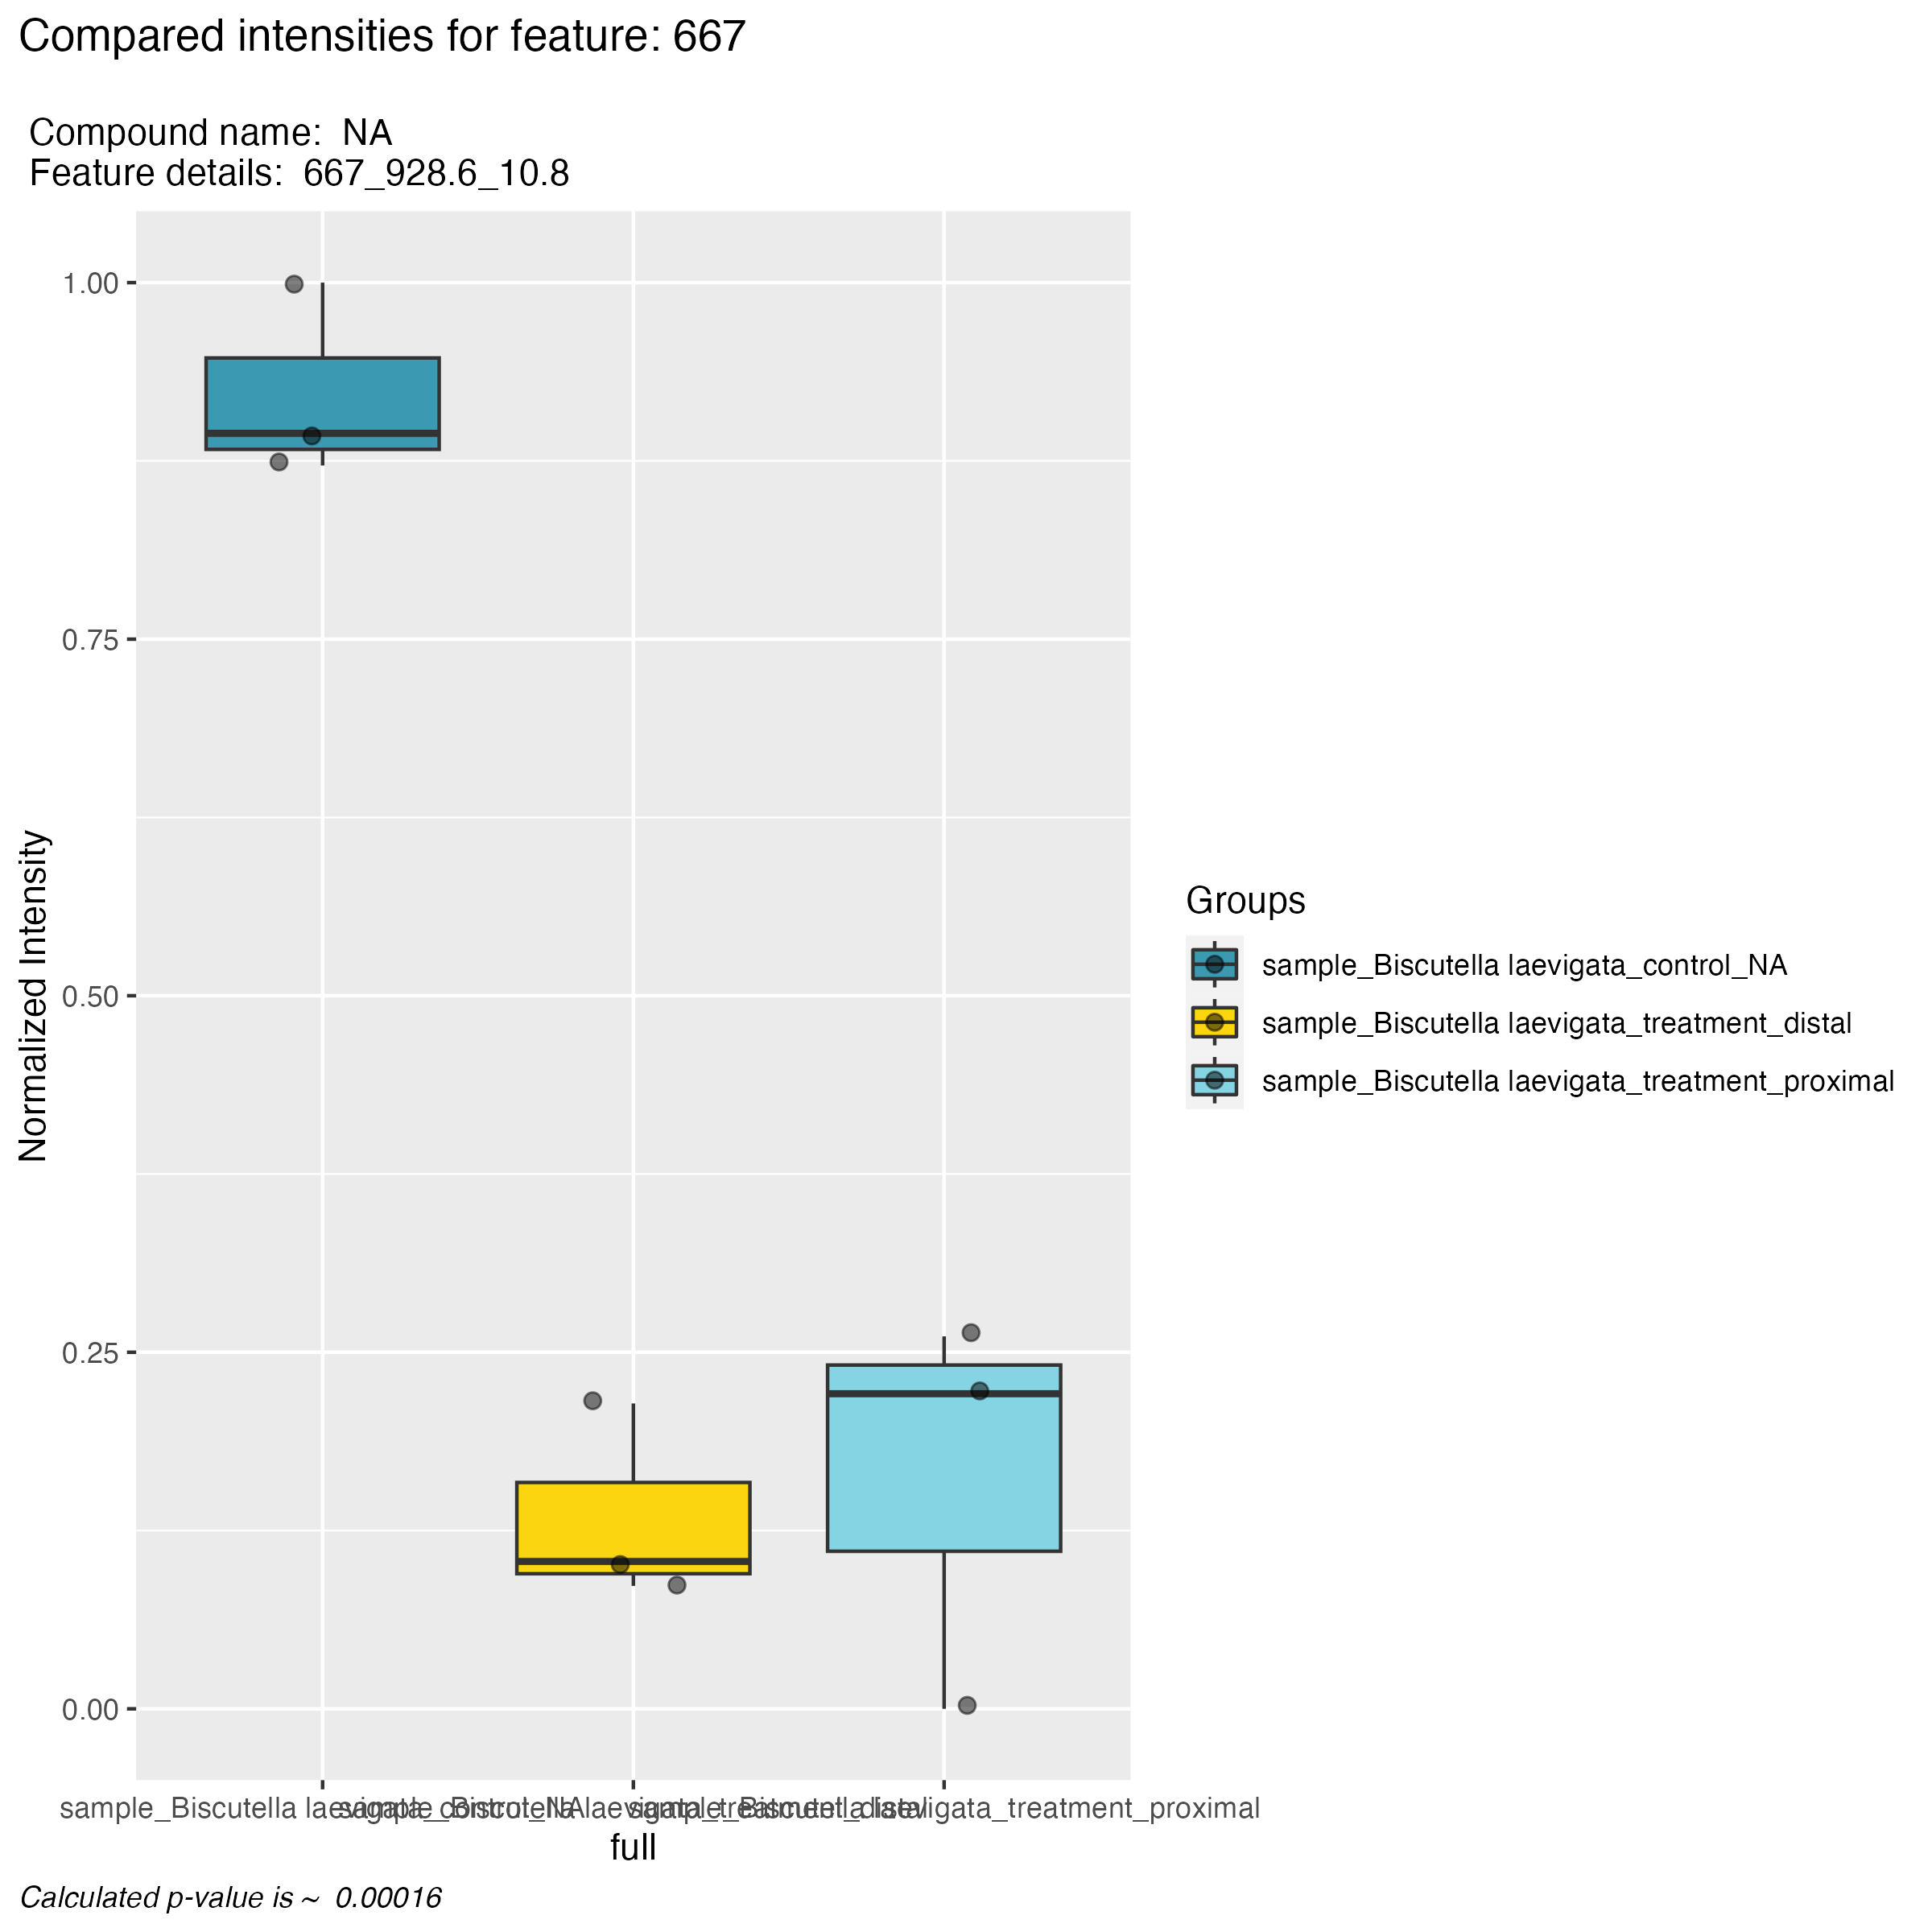 Compared intensities for feature: 667
Compound name:  NA
Feature details:  667_928.6_10.8
1.00
0.75
0.50
0.25
0.00
Normalized Intensity
Groups
sample_Biscutella laevigata_control_NA
sample_Biscutella laevigata_treatment_distal
sample_Biscutella laevigata_treatment_proximal
sample_Biscutella laevigata_control_NA
sample_Biscutella laevigata_treatment_distal
sample_Biscutella laevigata_treatment_proximal
full
Calculated p-value is ~  0.00016